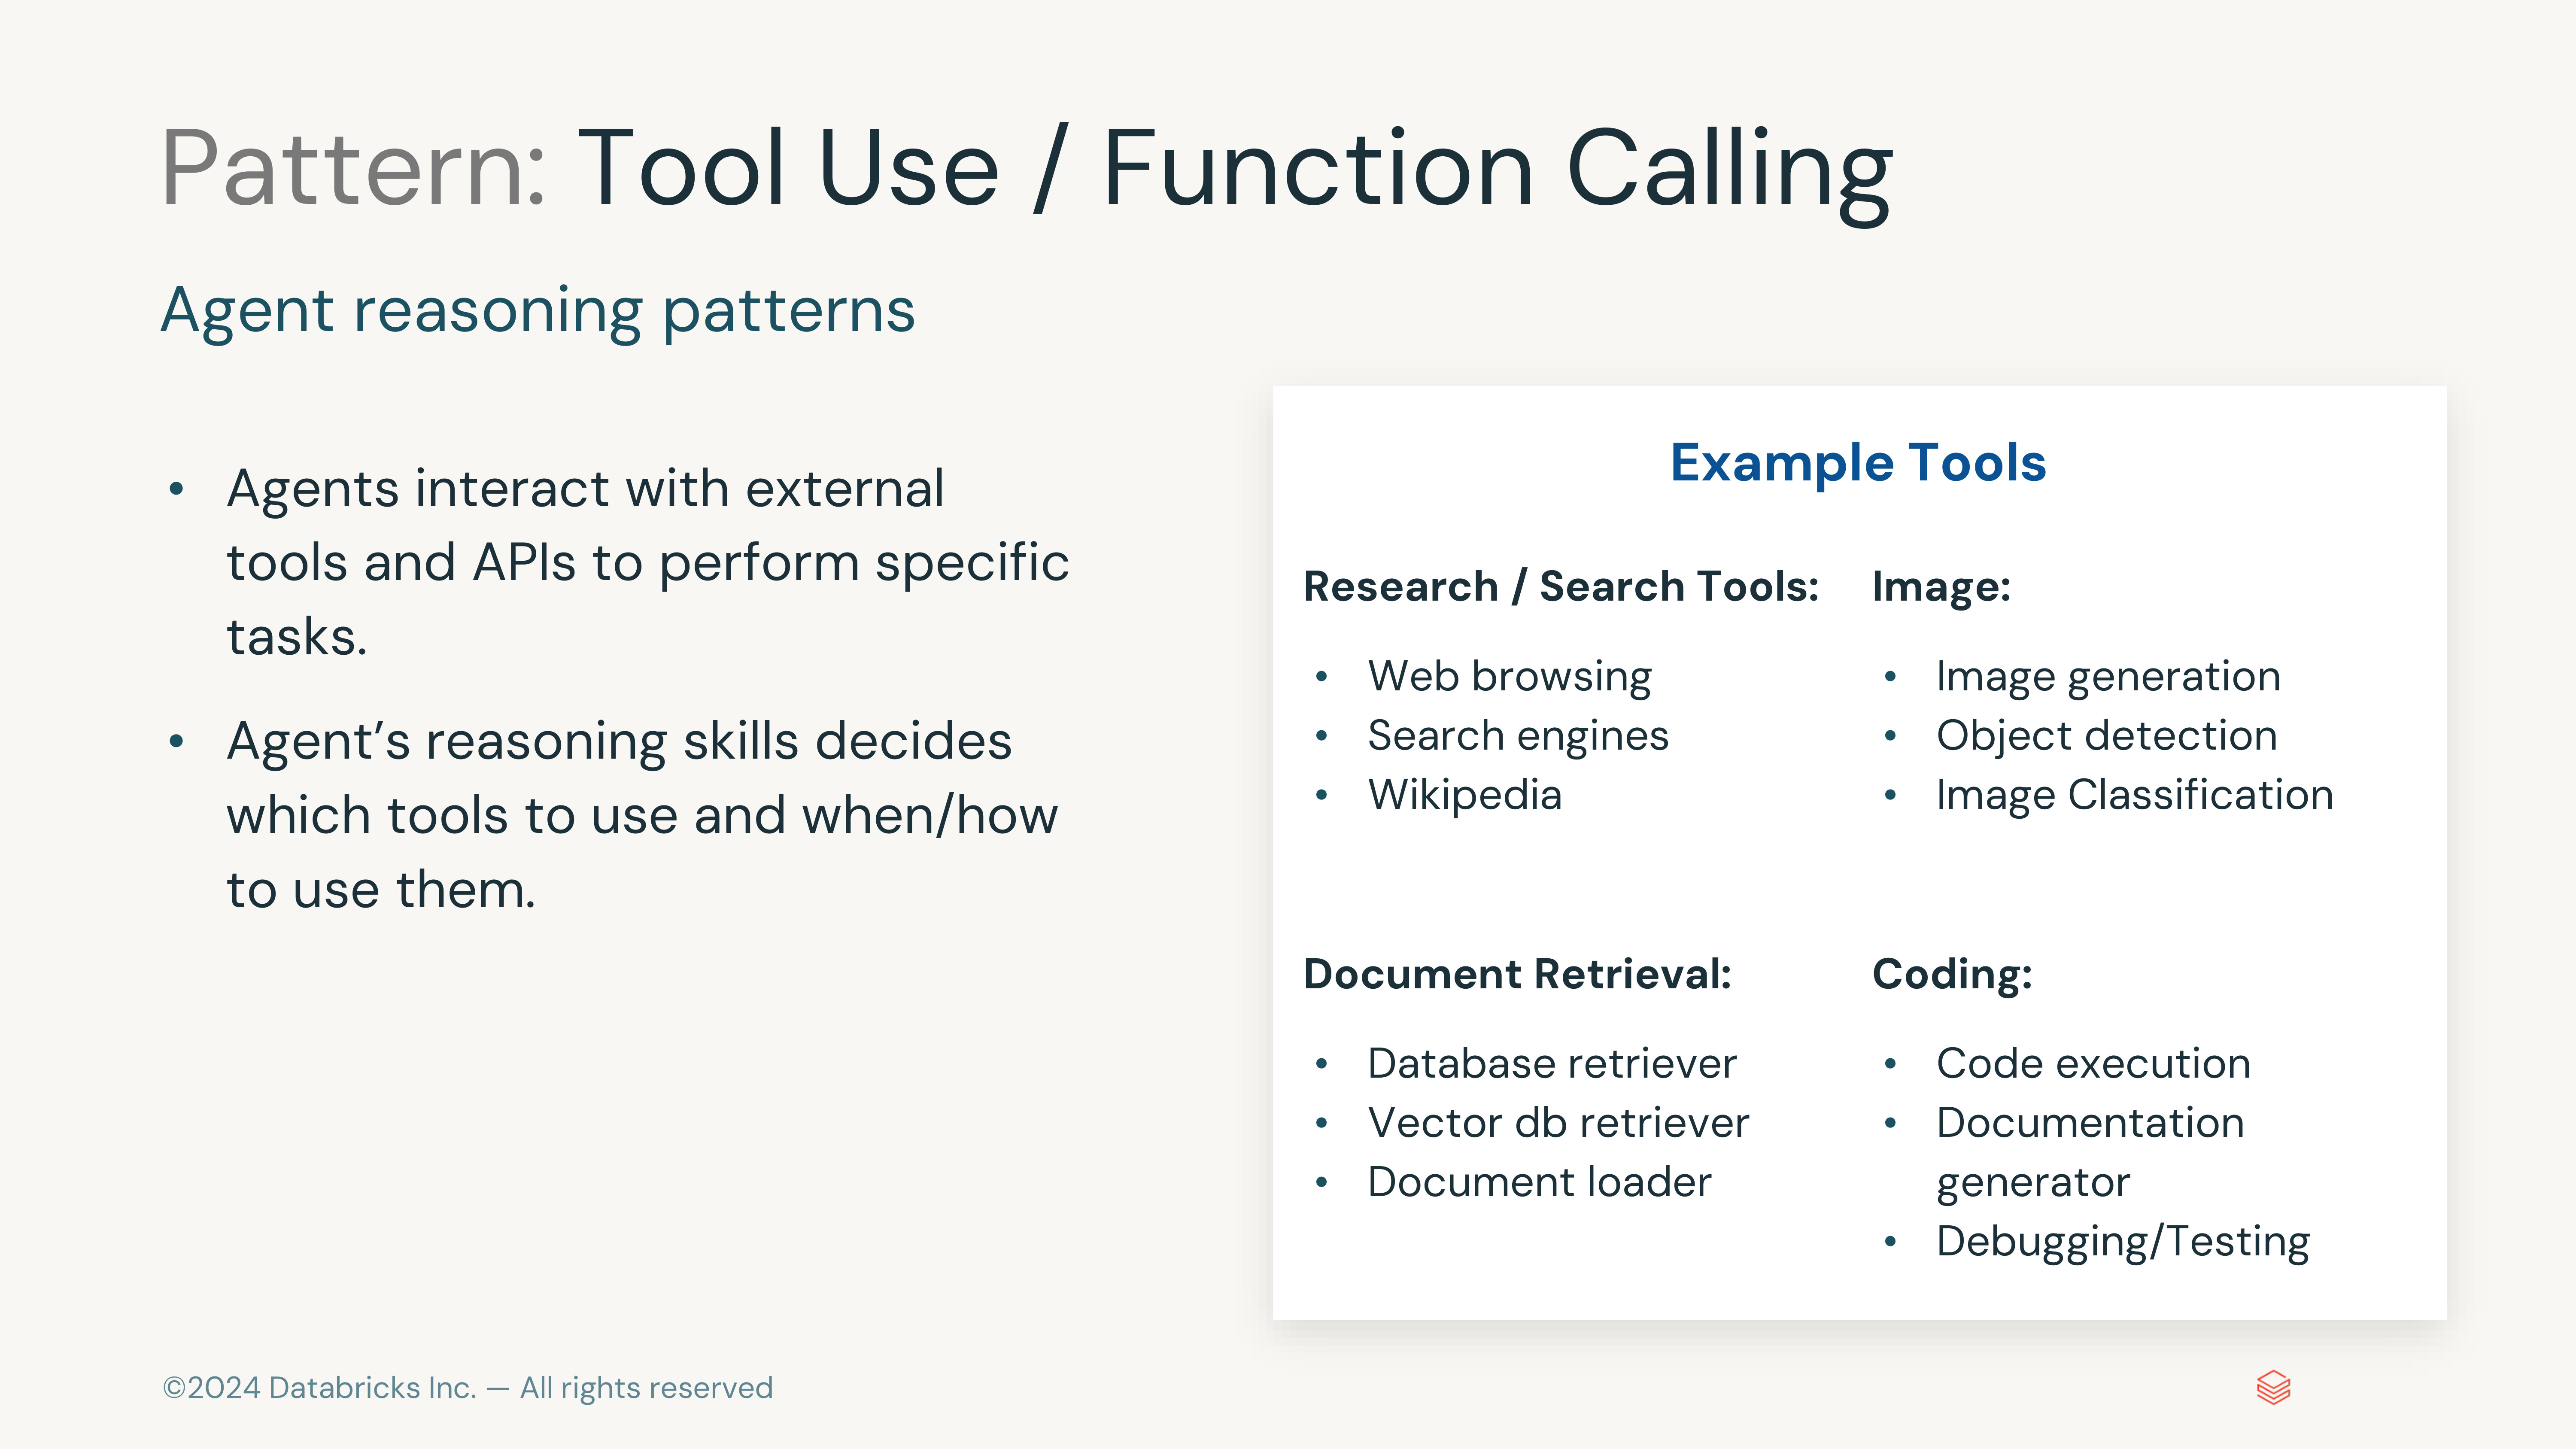 Pattern: Tool Use / Function Calling
Agent reasoning patterns
• Agents interact with external
tools and APIs to perform specific
tasks.
• Agent’s reasoning skills decides
which tools to use and when/how
to use them.
Example Tools
Research / Search Tools:
• Web browsing
• Search engines
• Wikipedia
Image:
• Image generation
• Object detection
• Image Classification
Document Retrieval:
• Database retriever
• Vector db retriever
• Document loader
Coding:
• Code execution
• Documentation
generator
• Debugging/Testing
©2024 Databricks Inc. — All rights reserved